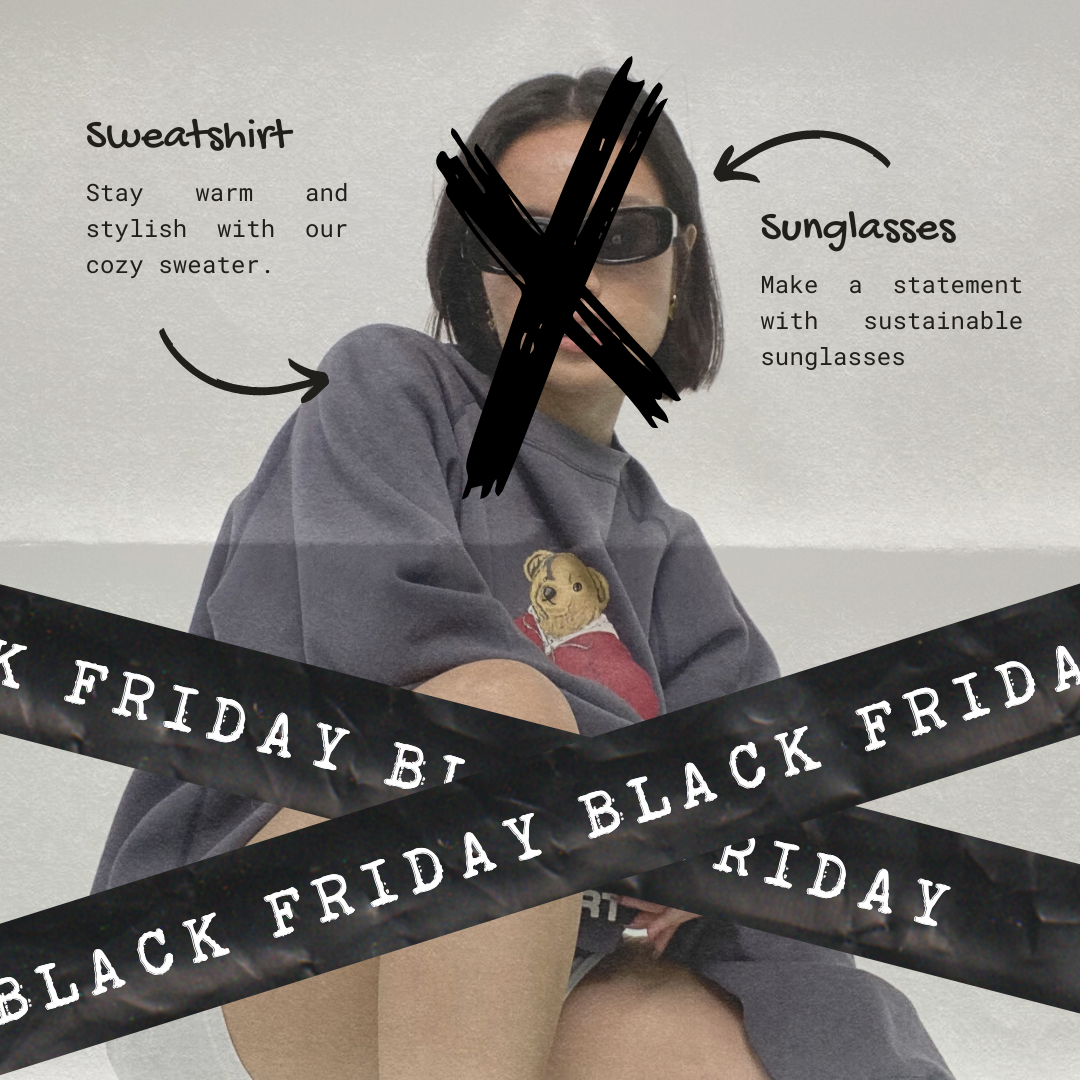 Sweatshirt
Stay warm and
stylish with our
cozy sweater.
Sunglasses
Make a statement
with sustainable
sunglasses
K FRIDAY BL
RIDAY
BLACK FRIDAY BLACK FRIDA
RT